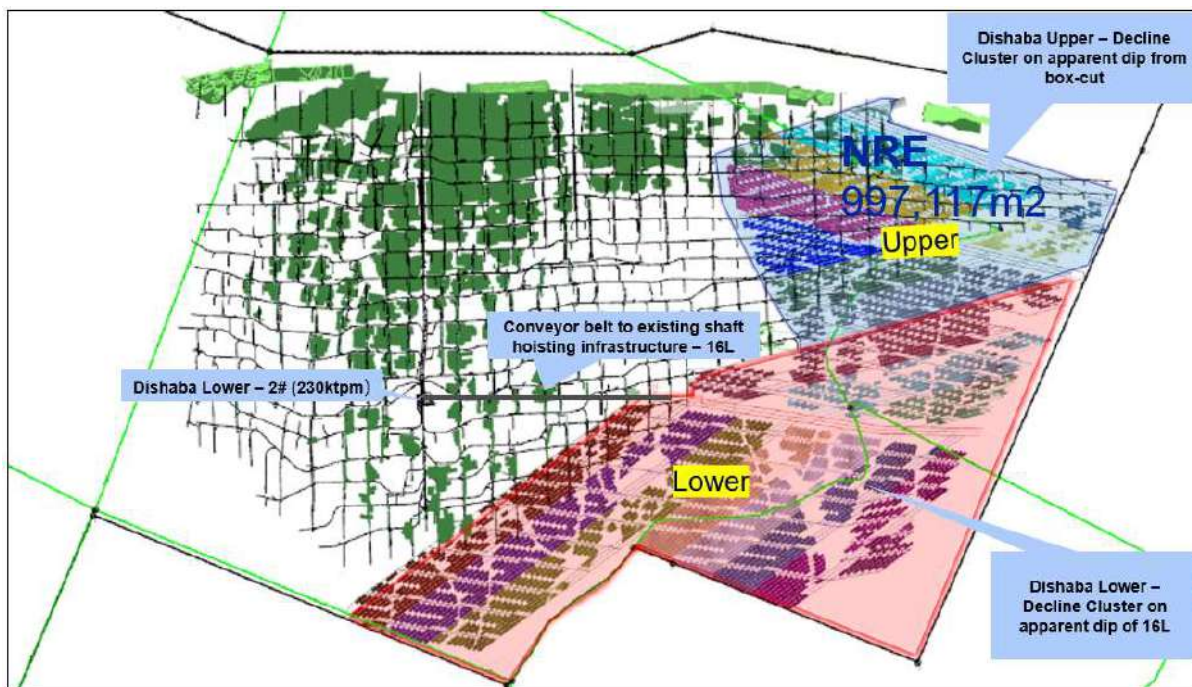 Dishaba Upper – Decline
Cluster on apparent dip from
box-cut
NRE
997,117m2
Upper
Conveyor belt to existing shaft
hoisting infrastructure – 16L
Dishaba Lower – 2# (230ktpm)
Lower
Dishaba Lower –
Decline Cluster on
apparent dip of 16L